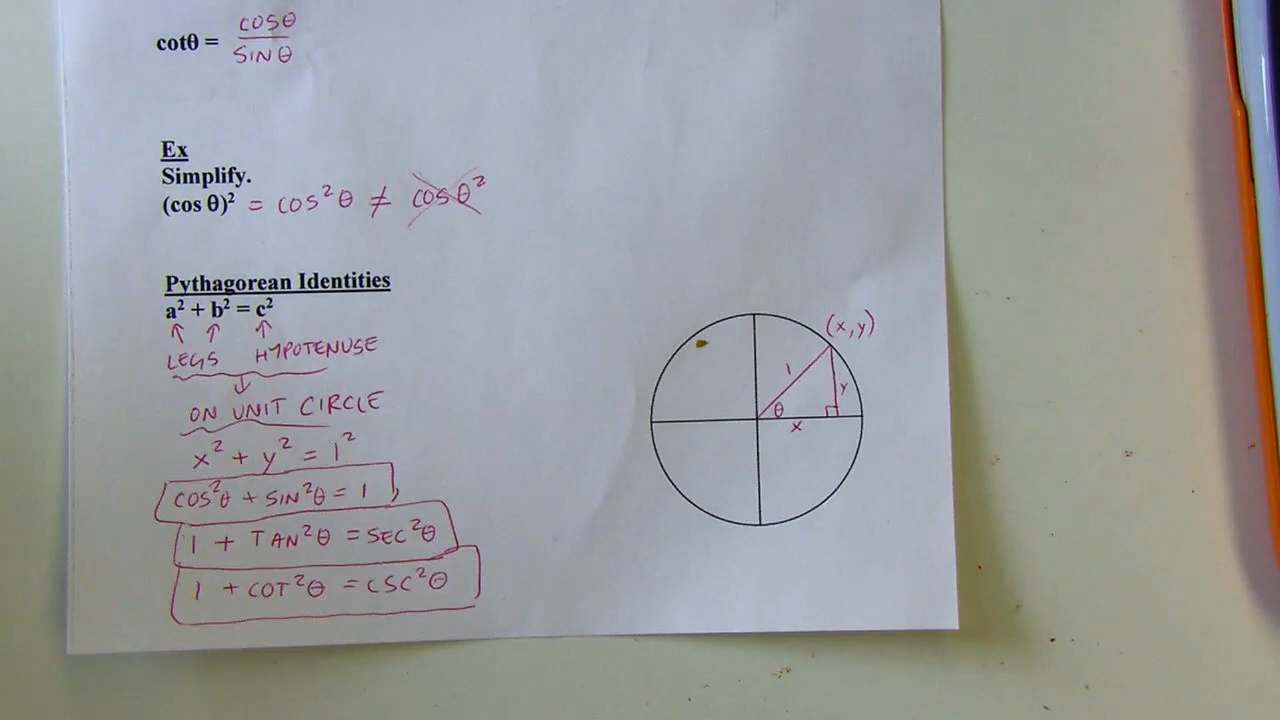 cotθ = COSθ / SINθ
Ex
Simplify.
(cos θ)² = COS²θ ≠ COSθ²
Pythagorean Identities
a² + b² = c²
↑ ↑ ↑
LEGS HYPOTENUSE
↓
ON UNIT CIRCLE
x² + y² = 1²
COS²θ + SIN²θ = 1
1 + TAN²θ = SEC²θ
1 + COT²θ = CSC²θ
(x,y)
1
y
θ
x